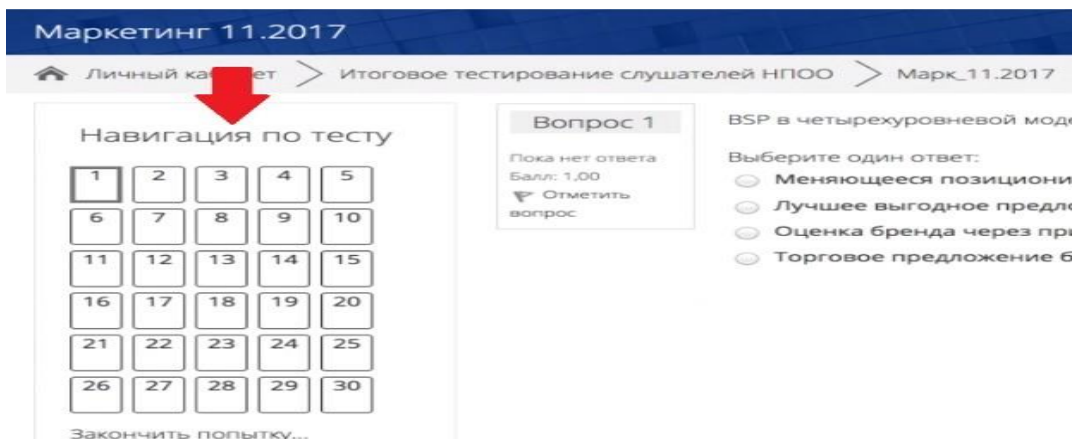 Маркетинг 11.2017
Личный ка ет Итоговое тестирование слушателей НПОО Марк_11.2017
Навигация по тесту
1 2 3 4 5
6 7 8 9 10
11 12 13 14 15
16 17 18 19 20
21 22 23 24 25
26 27 28 29 30
Закончить попытку...
Вопрос 1
Пока нет ответа
Балл: 1,00
Отметить
вопрос
BSP в четырехуровневой моде
Выберите один ответ:
Меняющееся позициони
Лучшее выгодное предло
Оценка бренда через при
Торговое предложение б